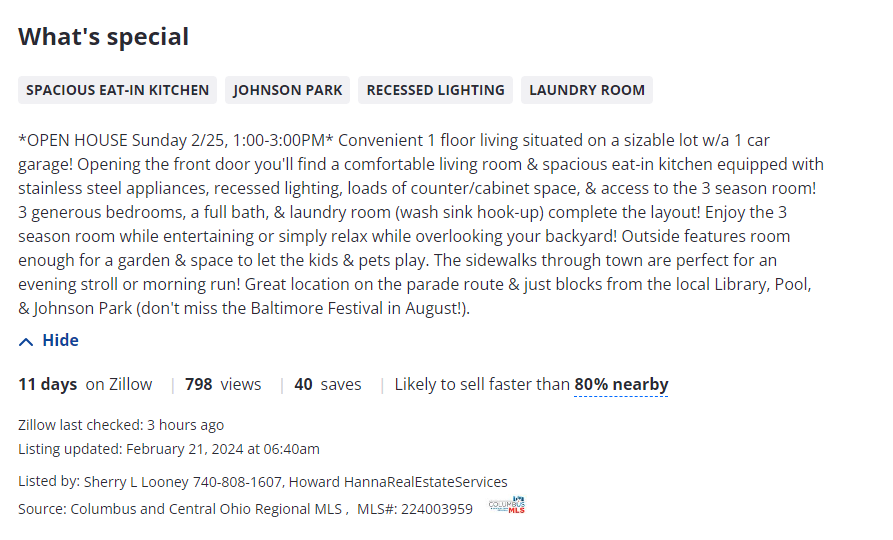 What's special
SPACIOUS EAT-IN KITCHEN JOHNSON PARK RECESSED LIGHTING LAUNDRY ROOM
*OPEN HOUSE Sunday 2/25, 1:00-3:00PM* Convenient 1 floor living situated on a sizable lot w/a 1 car
garage! Opening the front door you'll find a comfortable living room & spacious eat-in kitchen equipped with
stainless steel appliances, recessed lighting, loads of counter/cabinet space, & access to the 3 season room!
3 generous bedrooms, a full bath, & laundry room (wash sink hook-up) complete the layout! Enjoy the 3
season room while entertaining or simply relax while overlooking your backyard! Outside features room
enough for a garden & space to let the kids & pets play. The sidewalks through town are perfect for an
evening stroll or morning run! Great location on the parade route & just blocks from the local Library, Pool,
& Johnson Park (don't miss the Baltimore Festival in August!).
Hide
11 days on Zillow | 798 views | 40 saves | Likely to sell faster than 80% nearby
Zillow last checked: 3 hours ago
Listing updated: February 21, 2024 at 06:40am
Listed by: Sherry L Looney 740-808-1607, Howard HannaRealEstateServices
Source: Columbus and Central Ohio Regional MLS , MLS#: 224003959 COLUMBUS MLS